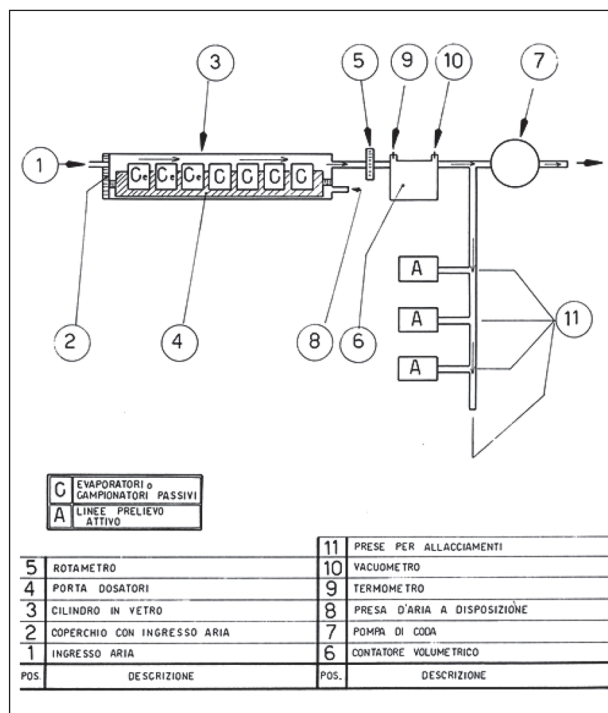 3
5
9
10
7
1
Ce Ce Ce C C C C
2
4
8
6
A
A
A
11
C EVAPORATORI o
CAMPIONATORI PASSIVI
A LINEE PRELIEVO
ATTIVO
11 PRESE PER ALLACCIAMENTI
5 ROTAMETRO 10 VACUOMETRO
4 PORTA DOSATORI 9 TERMOMETRO
3 CILINDRO IN VETRO 8 PRESA D'ARIA A DISPOSIZIONE
2 COPERCHIO CON INGRESSO ARIA 7 POMPA DI CODA
1 INGRESSO ARIA 6 CONTATORE VOLUMETRICO
POS. DESCRIZIONE POS. DESCRIZIONE